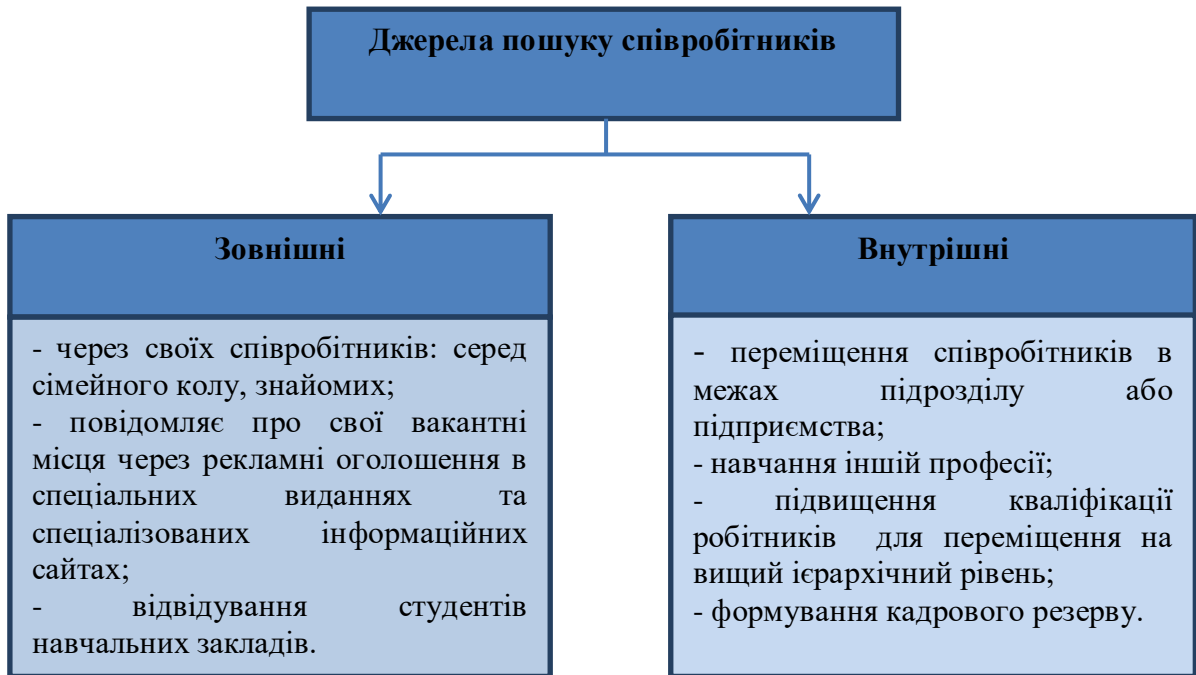 Джерела пошуку співробітників
Зовнішні
- через своїх співробітників: серед
сімейного колу, знайомих;
- повідомляє про свої вакантні
місця через рекламні оголошення в
спеціальних виданнях та
спеціалізованих інформаційних
сайтах;
- відвідування студентів
навчальних закладів.
Внутрішні
- переміщення співробітників в
межах підрозділу або
підприємства;
- навчання іншій професії;
- підвищення кваліфікації
робітників для переміщення на
вищий ієрархічний рівень;
- формування кадрового резерву.